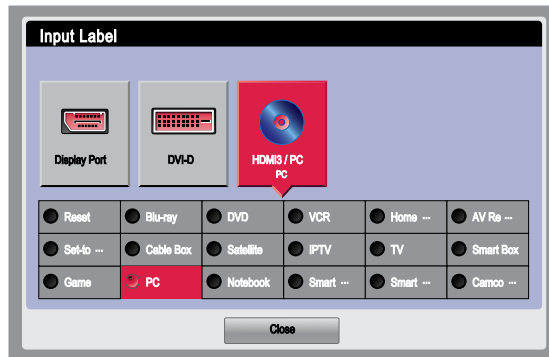 Input Label
Display Port
DVI-D
HDMI3 / PC
PC
Reset
Blu-ray
DVD
VCR
Home ···
AV Re ···
Set-to ···
Cable Box
Satellite
IPTV
TV
Smart Box
Game
PC
Notebook
Smart ···
Smart ···
Camco ···
Close